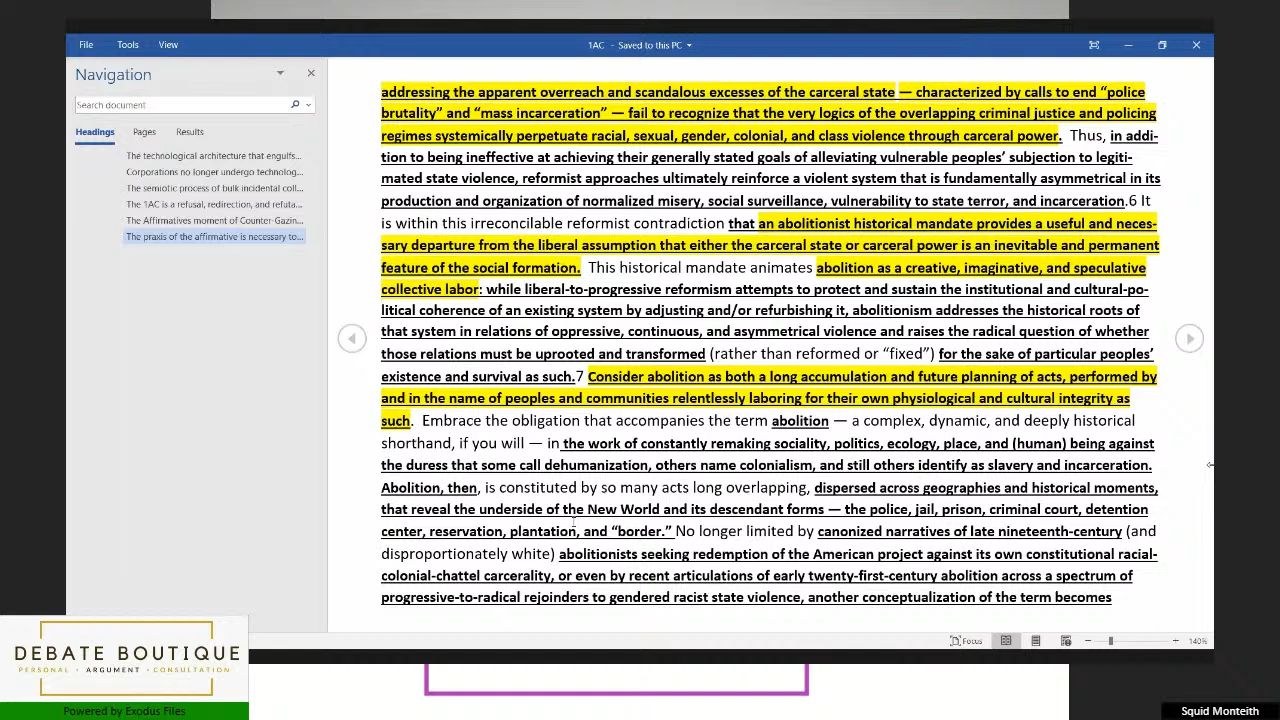 File Tools View
1AC - Saved to this PC
Navigation
Search document
Headings Pages Results
The technological architecture that engulfs...
Corporations no longer undergo technolog...
The semiotic process of bulk incidental coll...
The 1AC is a refusal, redirection, and refuta...
The Affirmatives moment of Counter-Gazin...
The praxis of the affirmative is necessary to...
addressing the apparent overreach and scandalous excesses of the carceral state — characterized by calls to end “police
brutality” and “mass incarceration” — fail to recognize that the very logics of the overlapping criminal justice and policing
regimes systemically perpetuate racial, sexual, gender, colonial, and class violence through carceral power. Thus, in addi-
tion to being ineffective at achieving their generally stated goals of alleviating vulnerable peoples’ subjection to legiti-
mated state violence, reformist approaches ultimately reinforce a violent system that is fundamentally asymmetrical in its
production and organization of normalized misery, social surveillance, vulnerability to state terror, and incarceration.6 It
is within this irreconcilable reformist contradiction that an abolitionist historical mandate provides a useful and neces-
sary departure from the liberal assumption that either the carceral state or carceral power is an inevitable and permanent
feature of the social formation. This historical mandate animates abolition as a creative, imaginative, and speculative
collective labor: while liberal-to-progressive reformism attempts to protect and sustain the institutional and cultural-po-
litical coherence of an existing system by adjusting and/or refurbishing it, abolitionism addresses the historical roots of
that system in relations of oppressive, continuous, and asymmetrical violence and raises the radical question of whether
those relations must be uprooted and transformed (rather than reformed or “fixed”) for the sake of particular peoples’
existence and survival as such.7 Consider abolition as both a long accumulation and future planning of acts, performed by
and in the name of peoples and communities relentlessly laboring for their own physiological and cultural integrity as
such. Embrace the obligation that accompanies the term abolition — a complex, dynamic, and deeply historical
shorthand, if you will — in the work of constantly remaking sociality, politics, ecology, place, and (human) being against
the duress that some call dehumanization, others name colonialism, and still others identify as slavery and incarceration.
Abolition, then, is constituted by so many acts long overlapping, dispersed across geographies and historical moments,
that reveal the underside of the New World and its descendant forms — the police, jail, prison, criminal court, detention
center, reservation, plantation, and “border.” No longer limited by canonized narratives of late nineteenth-century (and
disproportionately white) abolitionists seeking redemption of the American project against its own constitutional racial-
colonial-chattel carcerality, or even by recent articulations of early twenty-first-century abolition across a spectrum of
progressive-to-radical rejoinders to gendered racist state violence, another conceptualization of the term becomes
Focus
140%
DEBATE BOUTIQUE
PERSONAL · ARGUMENT · CONSULTATION
Powered by Exodus Files
Squid Monteith